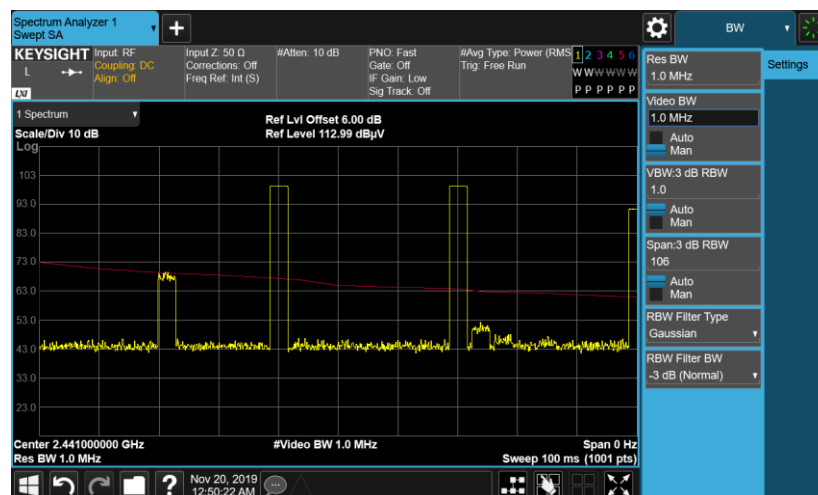 Spectrum Analyzer 1
Swept SA
+
BW
KEYSIGHT
L
LXI
Input: RF
Coupling: DC
Align: Off
Input Z: 50 Ω
Corrections: Off
Freq Ref: Int (S)
#Atten: 10 dB
PNO: Fast
Gate: Off
IF Gain: Low
Sig Track: Off
#Avg Type: Power (RMS
Trig: Free Run
1 2 3 4 5 6
W W W W W W
P P P P P P
1 Spectrum
Scale/Div 10 dB
Ref Lvl Offset 6.00 dB
Ref Level 112.99 dBµV
Log
103
93.0
83.0
73.0
63.0
53.0
43.0
33.0
23.0
Center 2.441000000 GHz
Res BW 1.0 MHz
#Video BW 1.0 MHz
Span 0 Hz
Sweep 100 ms (1001 pts)
Res BW
1.0 MHz
Video BW
1.0 MHz
Auto
Man
VBW:3 dB RBW
1.0
Auto
Man
Span:3 dB RBW
106
Auto
Man
RBW Filter Type
Gaussian
RBW Filter BW
-3 dB (Normal)
Settings
?
Nov 20, 2019
12:50:22 AM